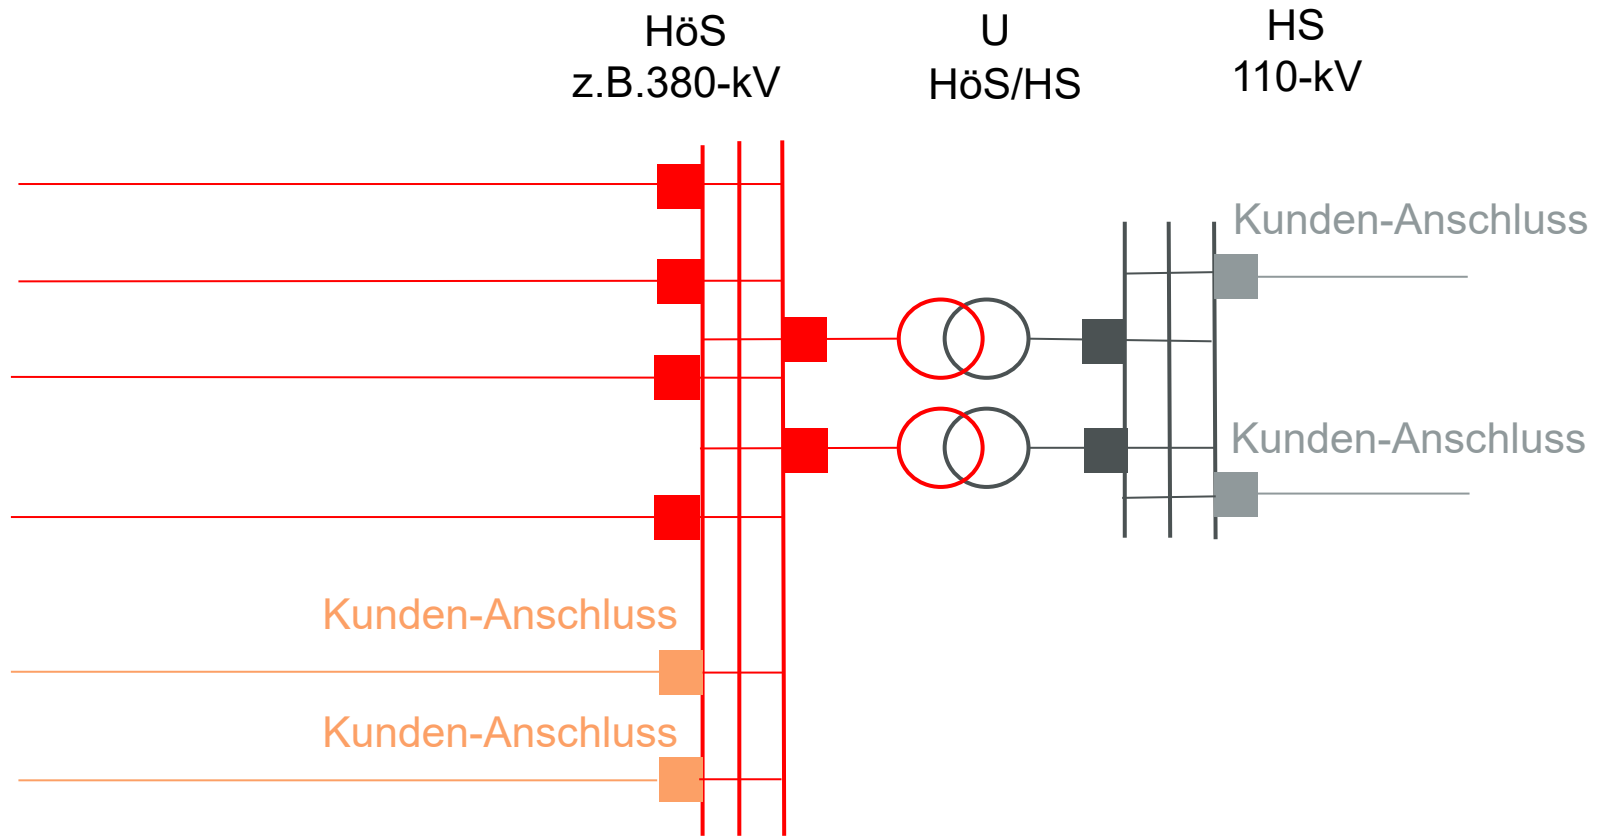 HöS
z.B.380-kV
U
HöS/HS
HS
110-kV
Kunden-Anschluss
Kunden-Anschluss
Kunden-Anschluss
Kunden-Anschluss